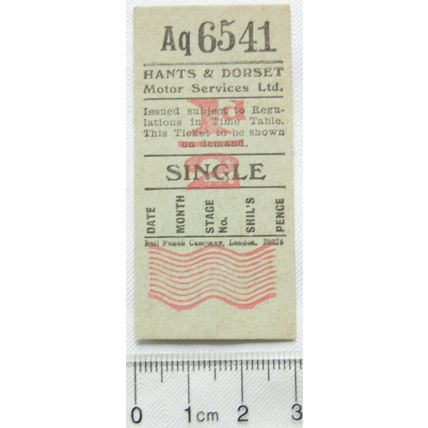 Aq 6541
HANTS & DORSET
Motor Services Ltd.
Issued subject to Regu-
lations in Time Table.
This Ticket to be shown
on demand.
SINGLE
DATE
MONTH
STAGE No.
SHIL'S
PENCE
Bell Punch Company, London.
0 1cm 2 3